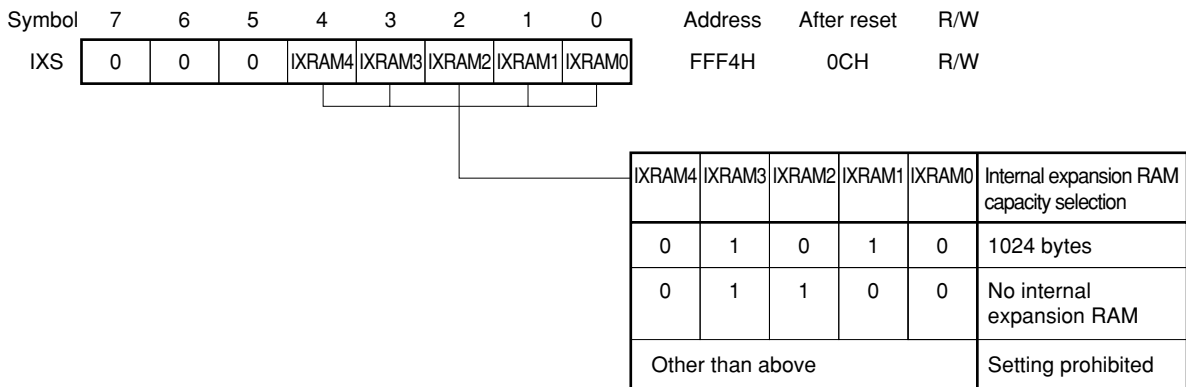 Symbol 7 6 5 4 3 2 1 0 Address After reset R/W
IXS 0 0 0 IXRAM4 IXRAM3 IXRAM2 IXRAM1 IXRAM0 FFF4H 0CH R/W
IXRAM4 IXRAM3 IXRAM2 IXRAM1 IXRAM0 Internal expansion RAM
capacity selection
0 1 0 1 0 1024 bytes
0 1 1 0 0 No internal
expansion RAM
Other than above Setting prohibited